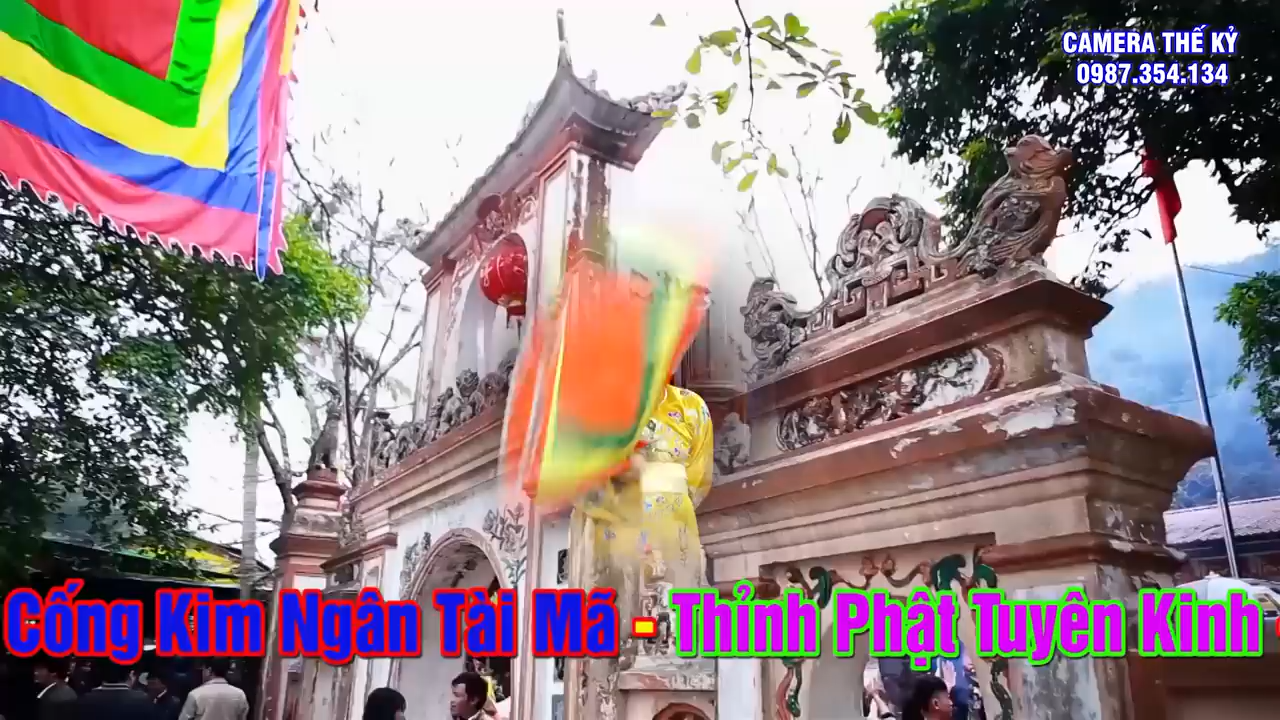 CAMERA THẾ KỶ
0987.354.134
Cống Kim Ngân Tài Mã - Thỉnh Phật Tuyên Kinh -